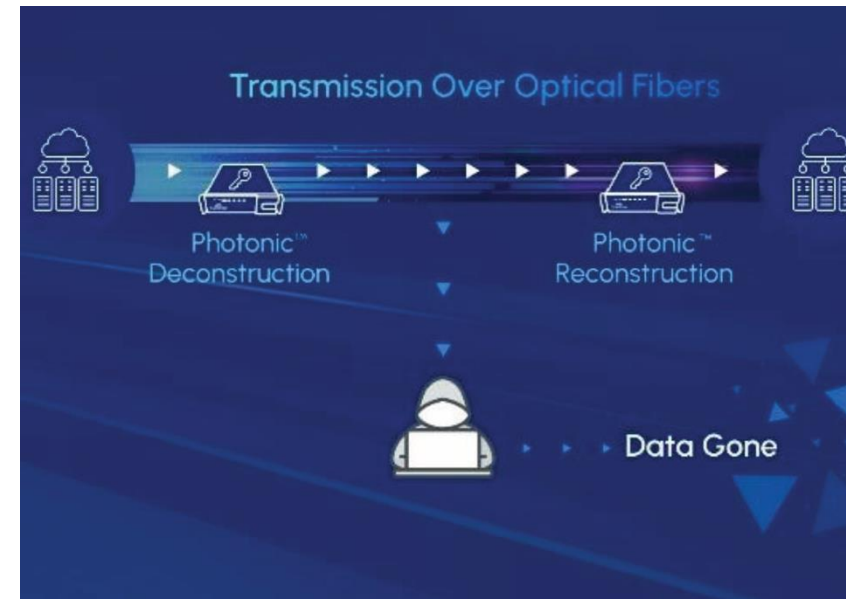 Transmission Over Optical Fibers
Photonic™
Deconstruction
Photonic™
Reconstruction
Data Gone